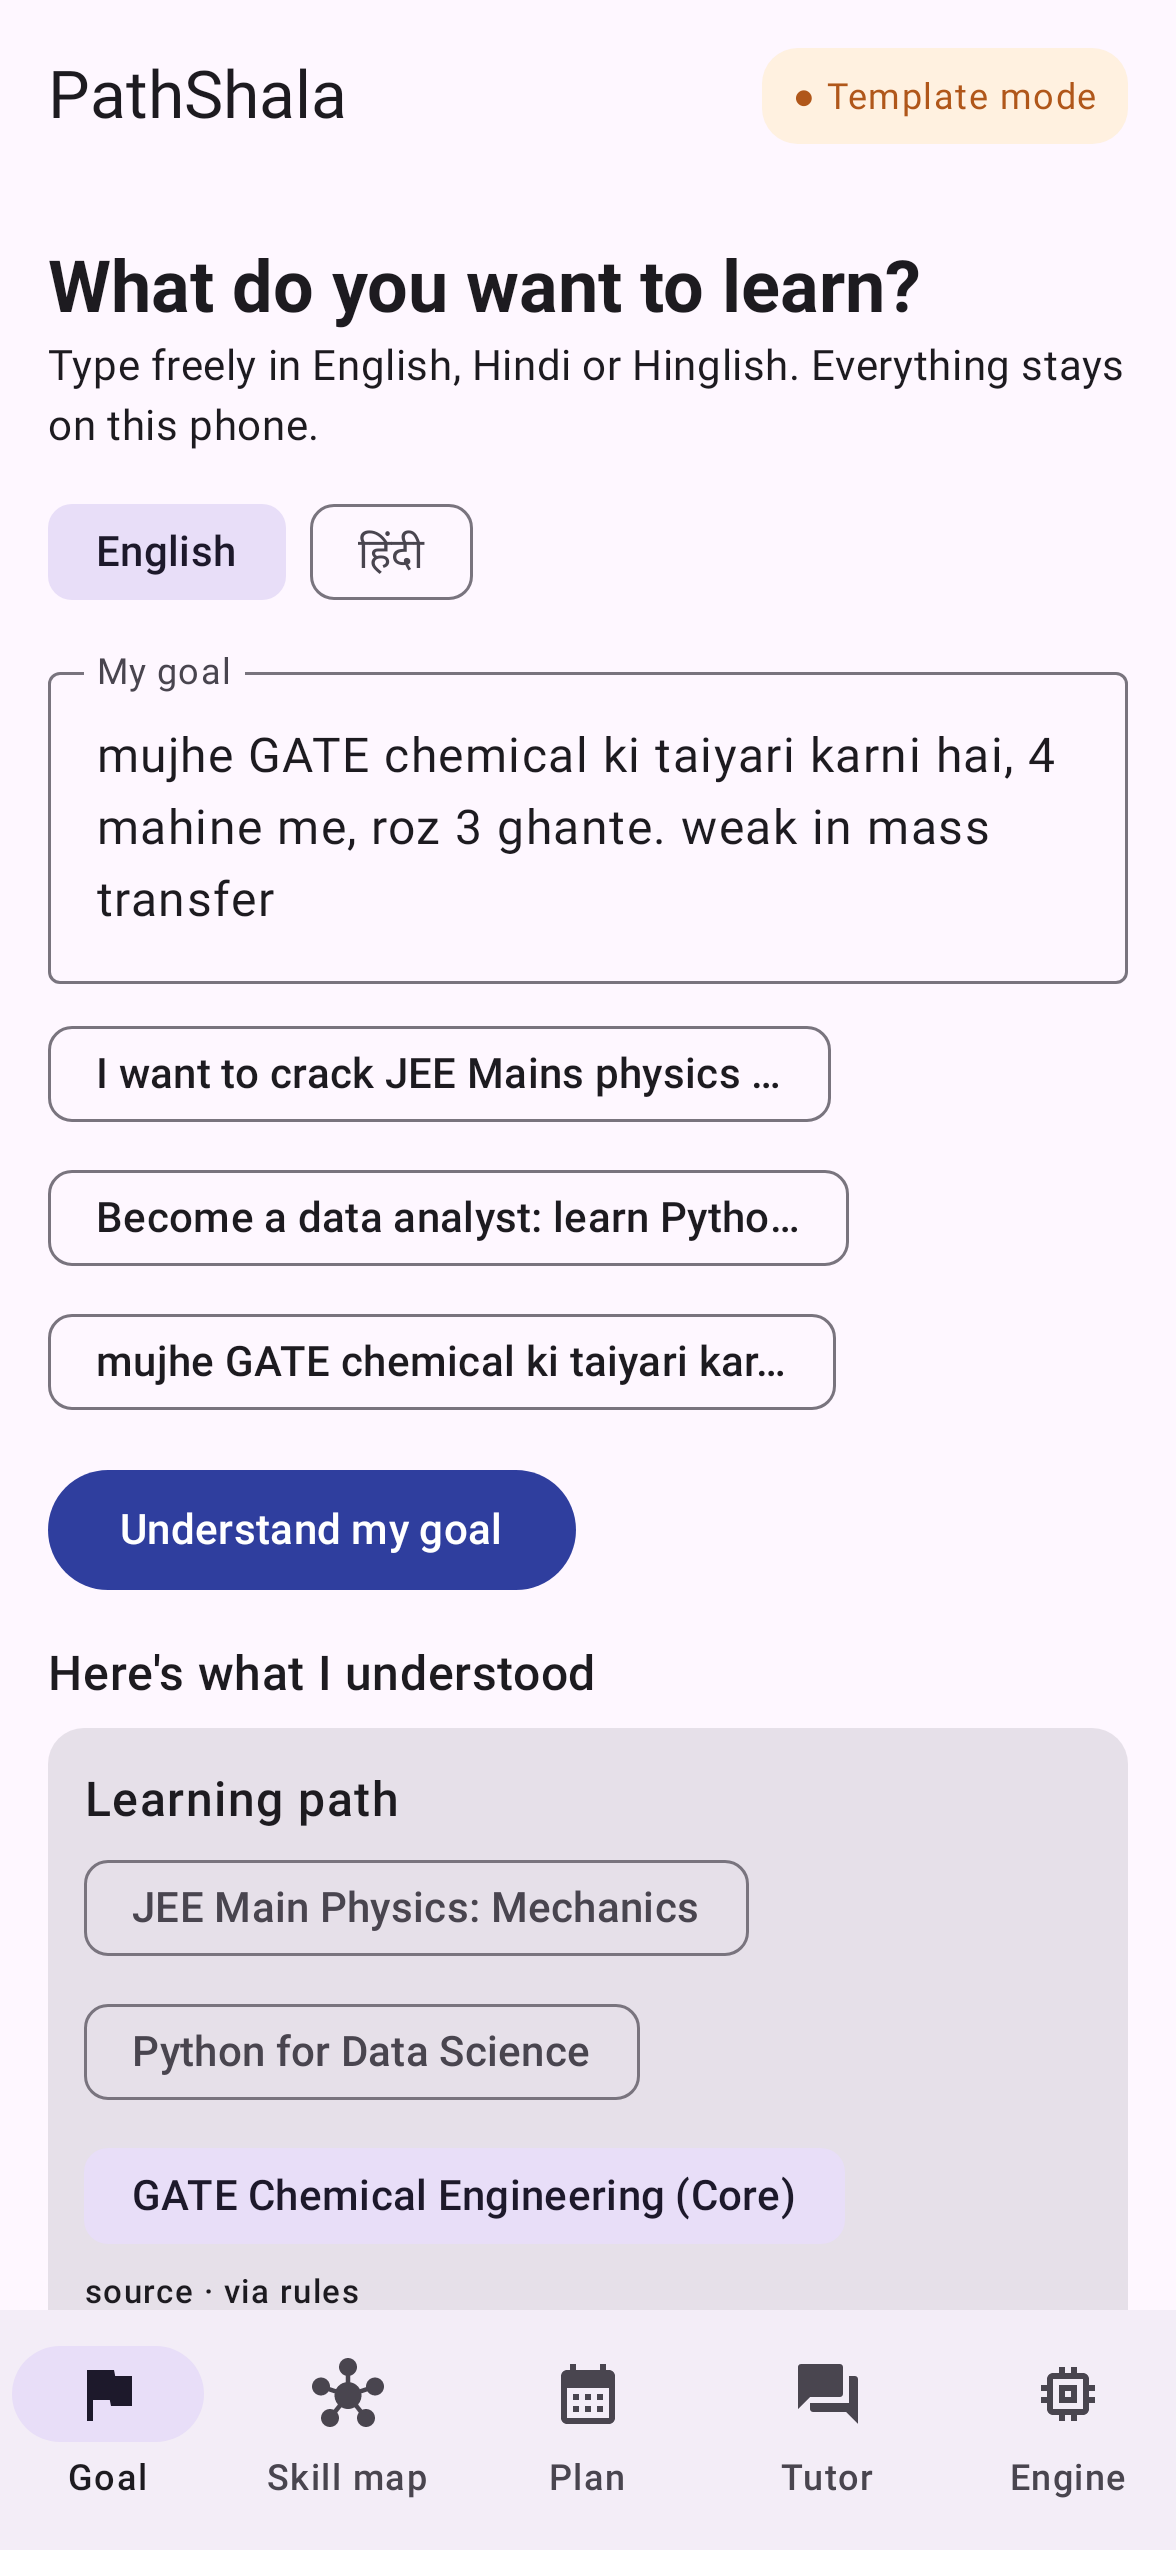 PathShala
• Template mode
What do you want to learn?
Type freely in English, Hindi or Hinglish. Everything stays
on this phone.
English
हिंदी
My goal
mujhe GATE chemical ki taiyari karni hai, 4
mahine me, roz 3 ghante. weak in mass
transfer
I want to crack JEE Mains physics ...
Become a data analyst: learn Pytho...
mujhe GATE chemical ki taiyari kar...
Understand my goal
Here's what I understood
Learning path
JEE Main Physics: Mechanics
Python for Data Science
GATE Chemical Engineering (Core)
source · via rules
Goal
Skill map
Plan
Tutor
Engine